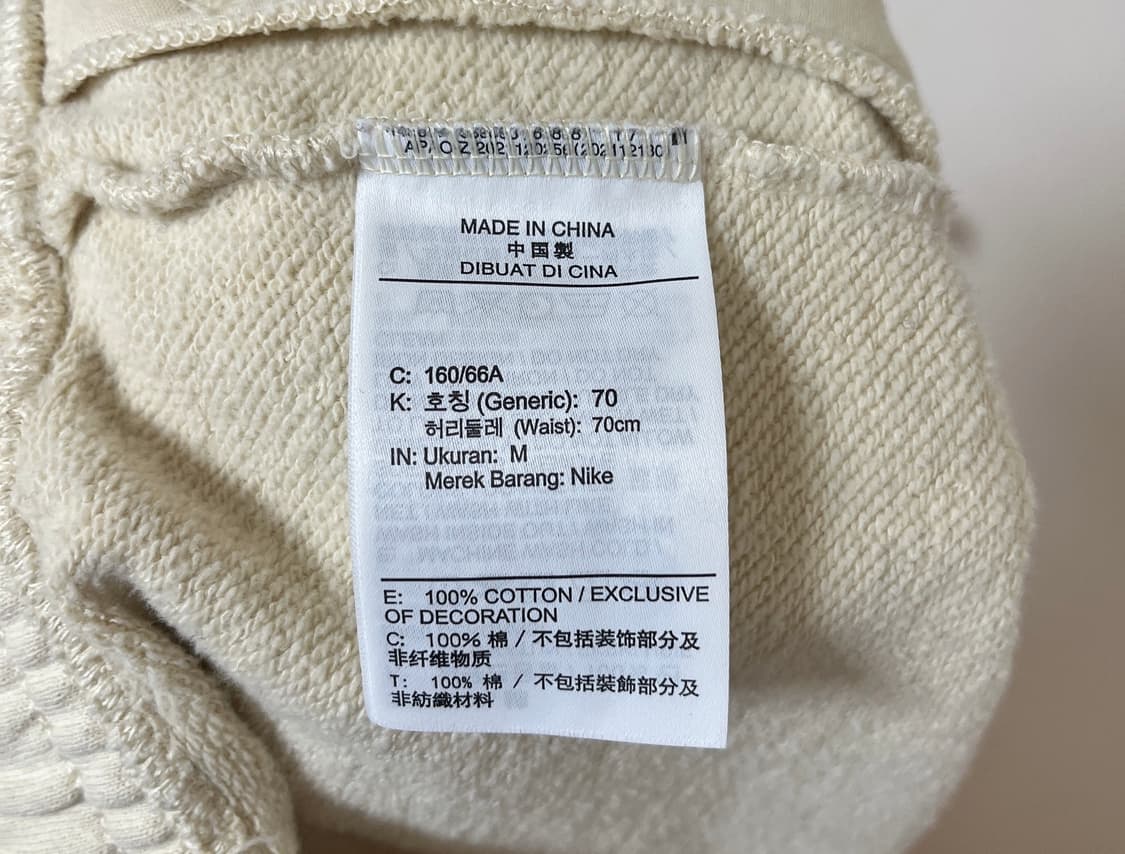 MADE IN CHINA
中国製
DIBUAT DI CINA
C: 160/66A
K: 호칭 (Generic): 70
허리둘레 (Waist): 70cm
IN: Ukuran: M
Merek Barang: Nike
E: 100% COTTON / EXCLUSIVE
OF DECORATION
C: 100% 棉 / 不包括装饰部分及
非纤维物质
T: 100% 棉 / 不包括裝飾部分及
非紡織材料